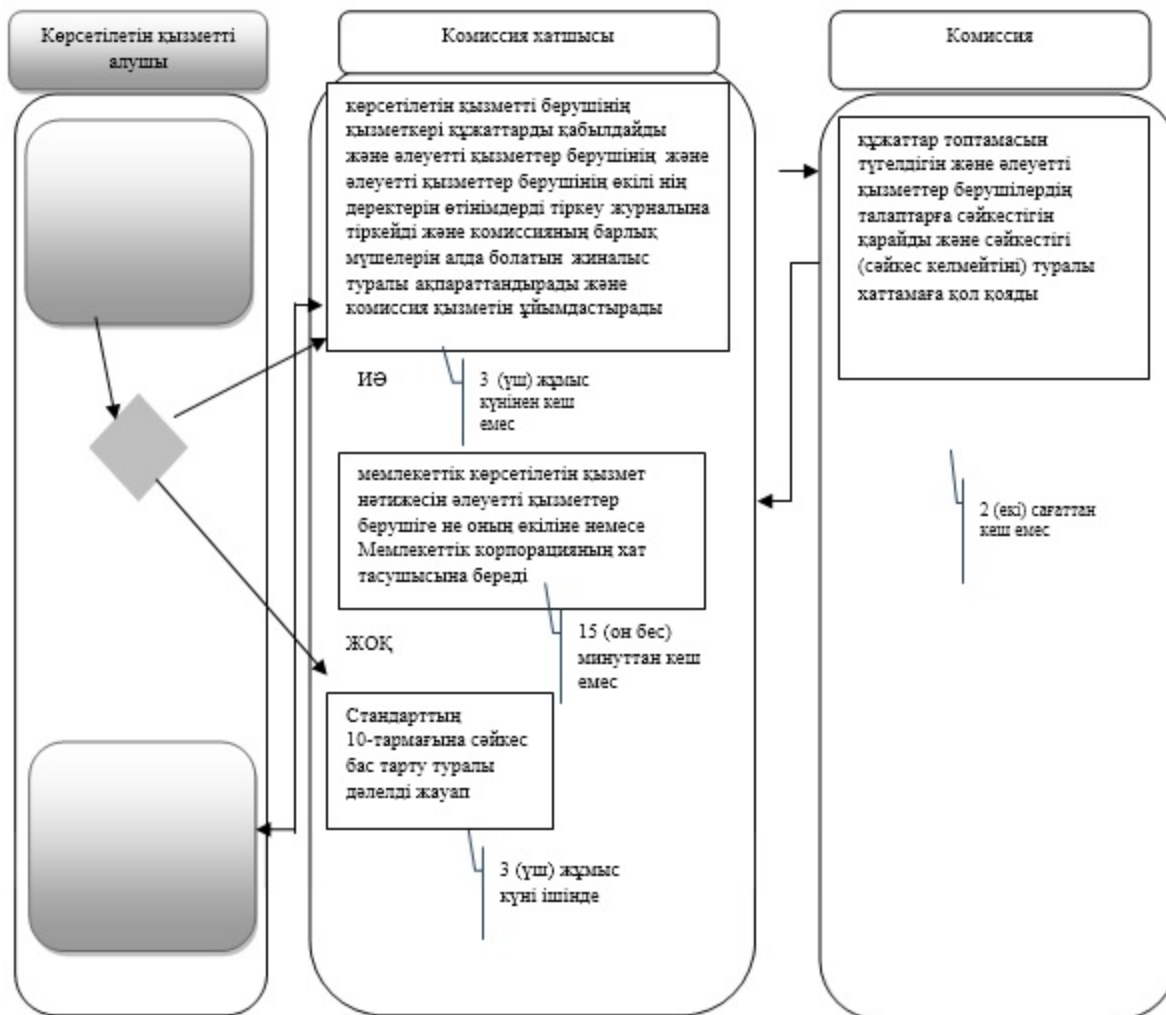 Көрсетілетін қызметті
алушы
Комиссия хатшысы
Комиссия
көрсетілетін қызметті берушінің
қызметкері құжаттарды қабылдайды
және әлеуетті қызметтер берушінің және
әлеуетті қызметтер берушінің өкілі нің
деректерін өтінімдерді тіркеу журналына
тіркейді және комиссияның барлық
мүшелерін алда болатын жиналыс
туралы ақпараттандырады және
комиссия қызметін ұйымдастырады
құжаттар топтамасын
түгелдігін және әлеуетті
қызметтер берушілердің
талаптарға сәйкестігін
қарайды және сәйкестігі
(сәйкес келмейтіні) туралы
хаттамаға қол қояды
ИӘ
3 (үш) жұмыс
күнінен кеш
емес
мемлекеттік көрсетілетін қызмет
нәтижесін әлеуетті қызметтер
берушіге не оның өкіліне немесе
Мемлекеттік корпорацияның хат
тасушысына береді
2 (екі) сағаттан
кеш емес
ЖОҚ
15 (он бес)
минуттан кеш
емес
Стандарттың
10-тармағына сәйкес
бас тарту туралы
дәлелді жауап
3 (үш) жұмыс
күні ішінде